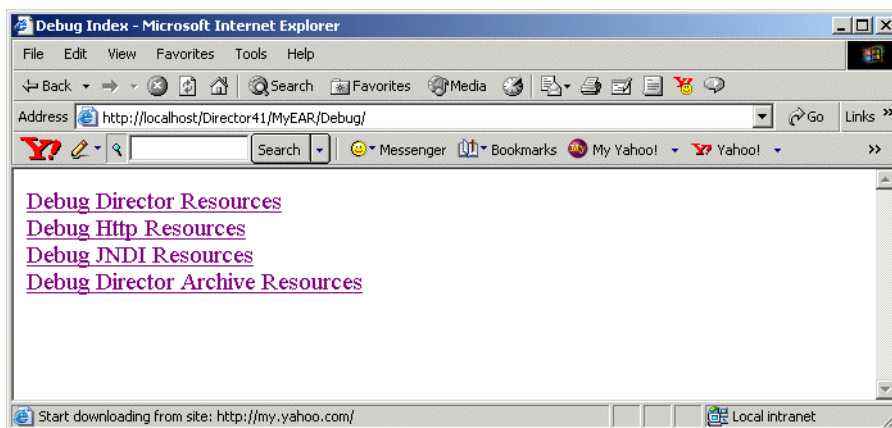 Debug Index - Microsoft Internet Explorer
File Edit View Favorites Tools Help
Back Search Favorites Media
Address http://localhost/Director41/MyEAR/Debug/ Go Links »
Y! Search Messenger Bookmarks My Yahoo! Y? Yahoo! »
Debug Director Resources
Debug Http Resources
Debug JNDI Resources
Debug Director Archive Resources
Start downloading from site: http://my.yahoo.com/ Local intranet